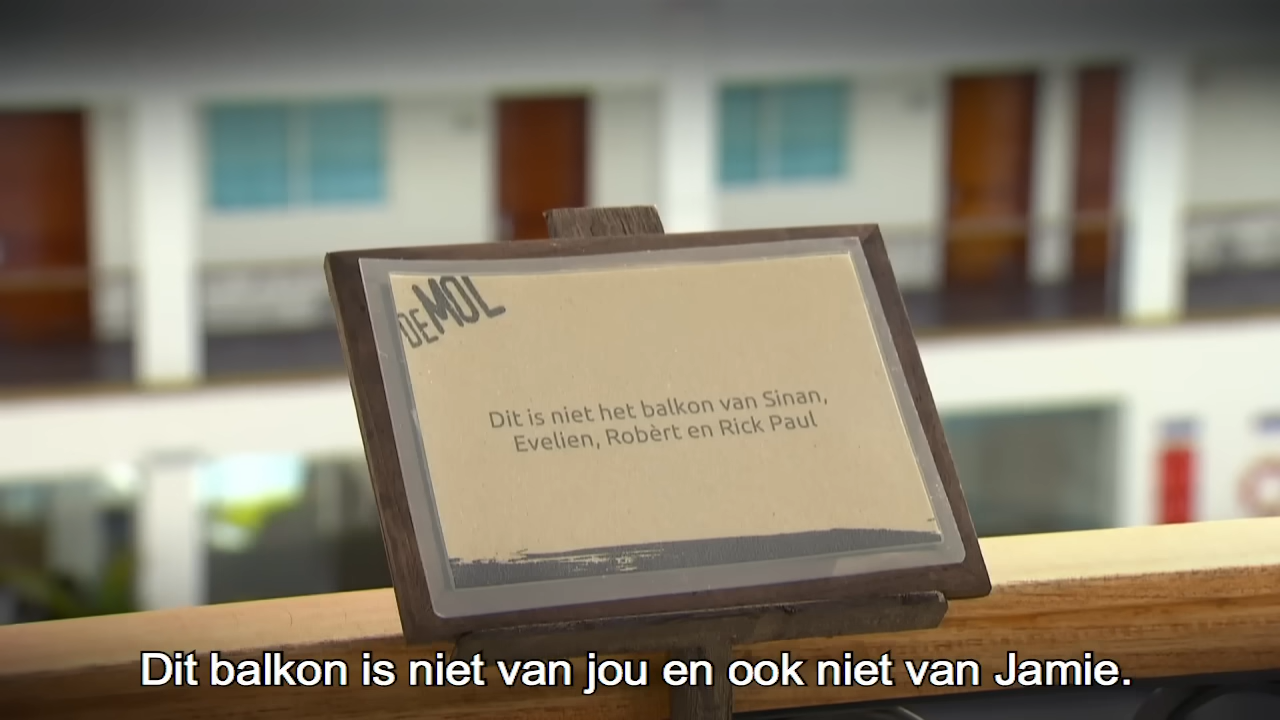 DE MOL
Dit is niet het balkon van Sinan,
Evelien, Robèrt en Rick Paul
Dit balkon is niet van jou en ook niet van Jamie.